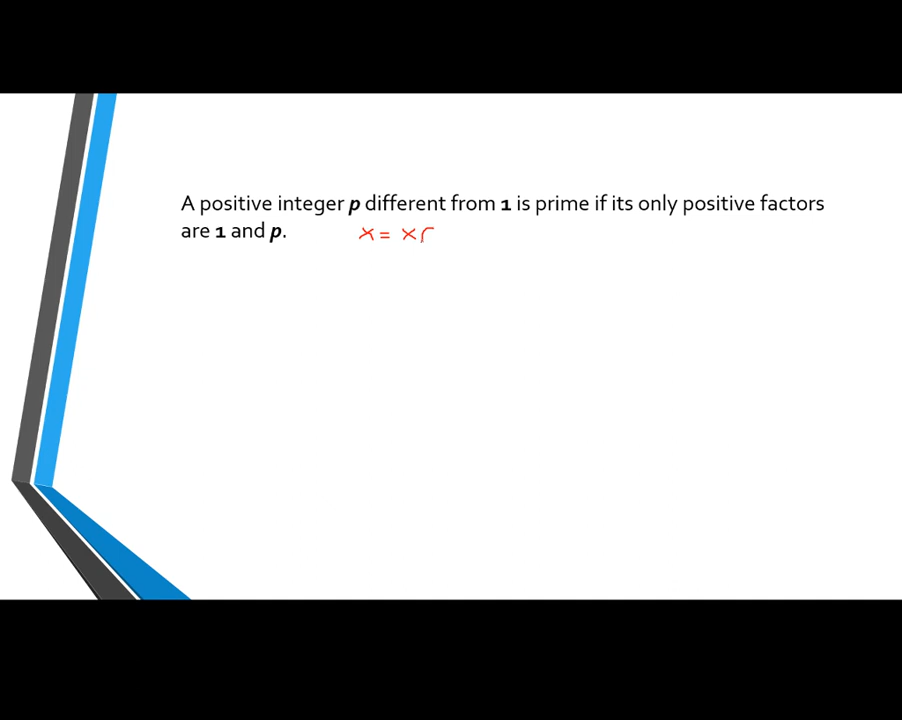 A positive integer p different from 1 is prime if its only positive factors
are 1 and p. x = x